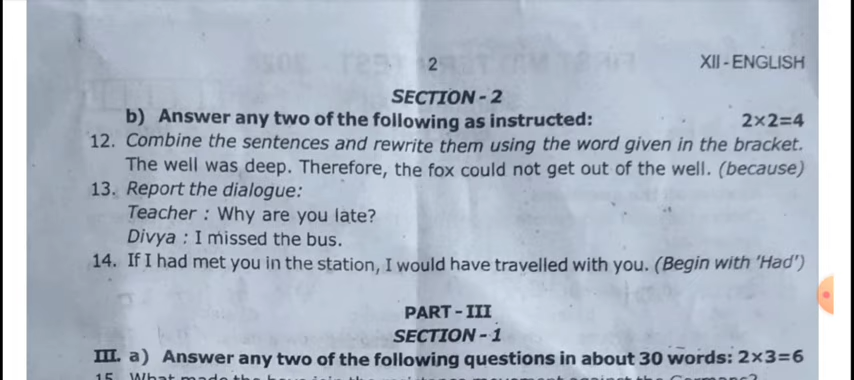 2
XII - ENGLISH
SECTION - 2
b) Answer any two of the following as instructed: 2×2=4
12. Combine the sentences and rewrite them using the word given in the bracket.
The well was deep. Therefore, the fox could not get out of the well. (because)
13. Report the dialogue:
Teacher : Why are you late?
Divya : I missed the bus.
14. If I had met you in the station, I would have travelled with you. (Begin with 'Had')
PART - III
SECTION - 1
III. a) Answer any two of the following questions in about 30 words: 2×3=6
15. What made the